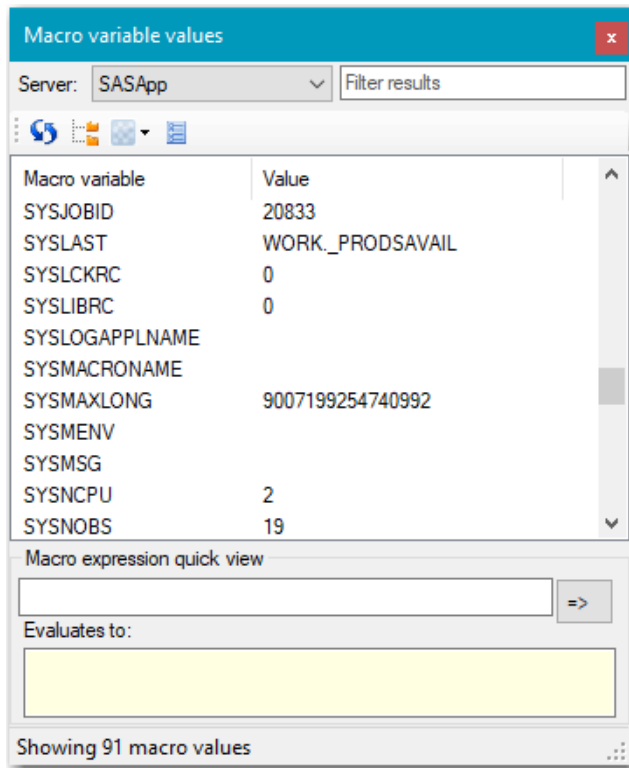 Macro variable values x
Server: SASApp Filter results
Macro variable Value
SYSJOBID 20833
SYSLAST WORK._PRODSAVAIL
SYSLCKRC 0
SYSLIBRC 0
SYSLOGAPPLNAME
SYSMACRONAME
SYSMAXLONG 9007199254740992
SYSMENV
SYSMSG
SYSNCPU 2
SYSNOBS 19
Macro expression quick view
=>
Evaluates to:
Showing 91 macro values